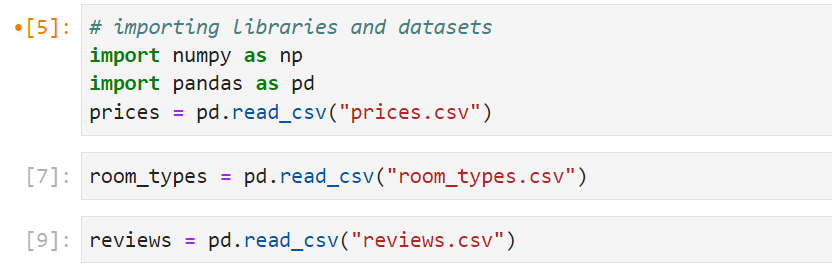 •[5]: # importing libraries and datasets
import numpy as np
import pandas as pd
prices = pd.read_csv("prices.csv")
[7]: room_types = pd.read_csv("room_types.csv")
[9]: reviews = pd.read_csv("reviews.csv")